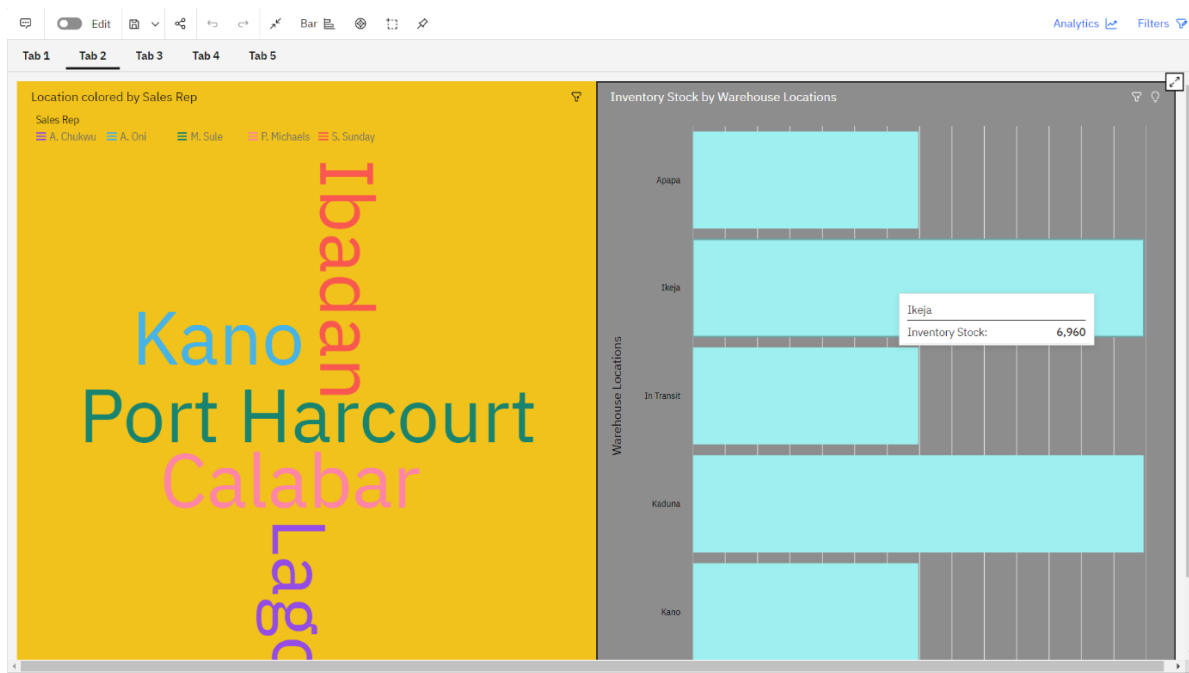 Edit
Bar
Analytics
Filters
Tab 1 Tab 2 Tab 3 Tab 4 Tab 5
Location colored by Sales Rep
Sales Rep
A. Chukwu A. Oni M. Sule P. Michaels S. Sunday
Ibadan
Kano
Port Harcourt
Calabar
Inventory Stock by Warehouse Locations
Warehouse Locations
Apapa
Ikeja
Ikeja
Inventory Stock: 6,960
In Transit
Kaduna
Kano